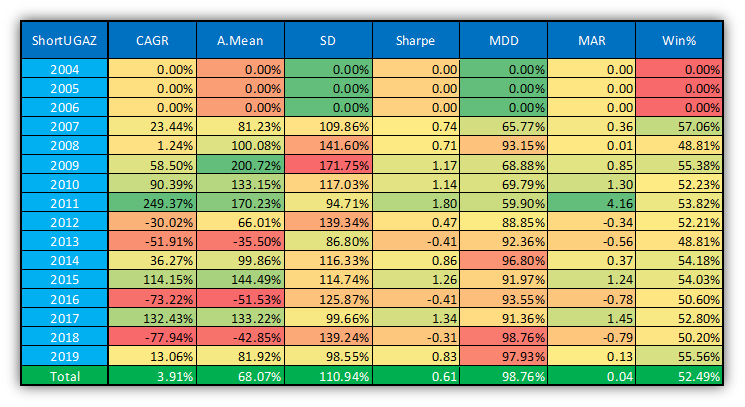 ShortUGAZ CAGR A.Mean SD Sharpe MDD MAR Win%
2004 0.00% 0.00% 0.00% 0.00 0.00% 0.00 0.00%
2005 0.00% 0.00% 0.00% 0.00 0.00% 0.00 0.00%
2006 0.00% 0.00% 0.00% 0.00 0.00% 0.00 0.00%
2007 23.44% 81.23% 109.86% 0.74 65.77% 0.36 57.06%
2008 1.24% 100.08% 141.60% 0.71 93.15% 0.01 48.81%
2009 58.50% 200.72% 171.75% 1.17 68.88% 0.85 55.38%
2010 90.39% 133.15% 117.03% 1.14 69.79% 1.30 52.23%
2011 249.37% 170.23% 94.71% 1.80 59.90% 4.16 53.82%
2012 -30.02% 66.01% 139.34% 0.47 88.85% -0.34 52.21%
2013 -51.91% -35.50% 86.80% -0.41 92.36% -0.56 48.81%
2014 36.27% 99.86% 116.33% 0.86 96.80% 0.37 54.18%
2015 114.15% 144.49% 114.74% 1.26 91.97% 1.24 54.03%
2016 -73.22% -51.53% 125.87% -0.41 93.55% -0.78 50.60%
2017 132.43% 133.22% 99.66% 1.34 91.36% 1.45 52.80%
2018 -77.94% -42.85% 139.24% -0.31 98.76% -0.79 50.20%
2019 13.06% 81.92% 98.55% 0.83 97.93% 0.13 55.56%
Total 3.91% 68.07% 110.94% 0.61 98.76% 0.04 52.49%